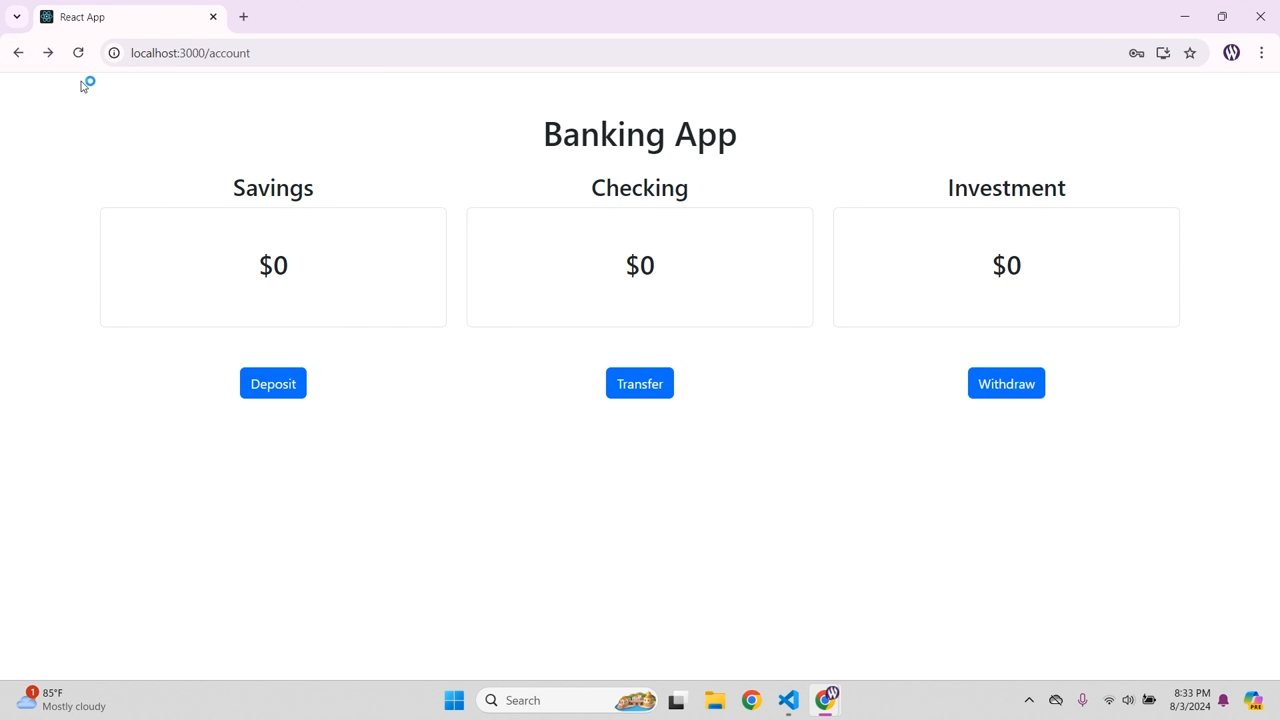 React App
localhost:3000/account
Banking App
Savings
Checking
Investment
$0
$0
$0
Deposit
Transfer
Withdraw
1
85°F
Mostly cloudy
Search
8:33 PM
8/3/2024
PRE